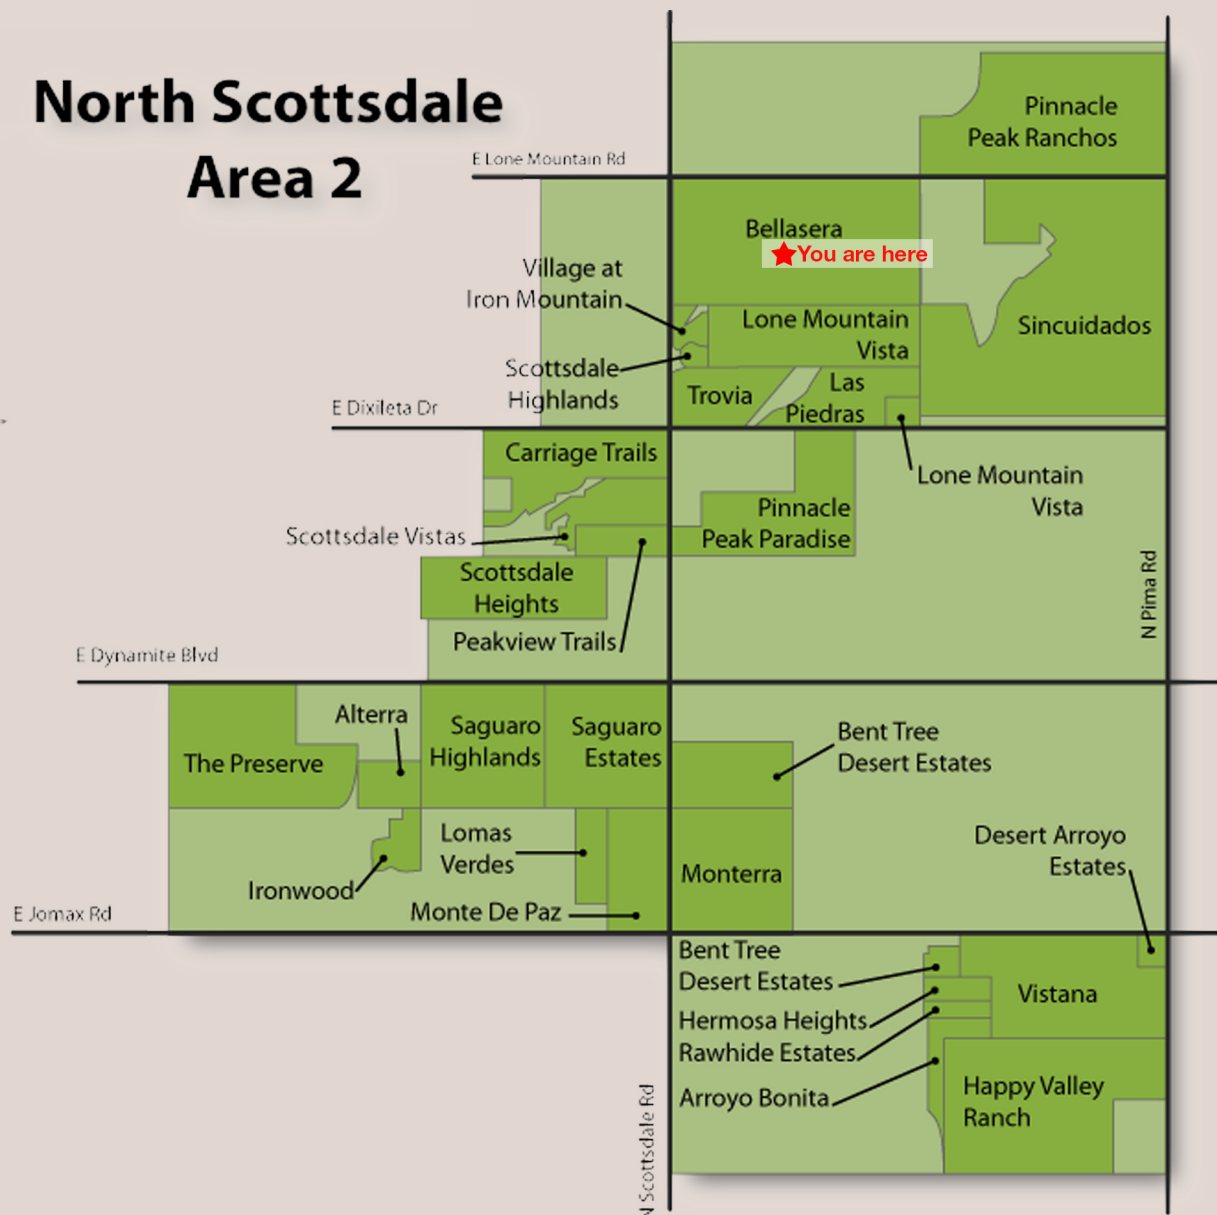 North Scottsdale
Area 2
Pinnacle
Peak Ranchos
E Lone Mountain Rd
Bellasera
You are here
Village at
Iron Mountain
Lone Mountain
Vista
Sincuidados
Scottsdale
Highlands
Trovia
Las
Piedras
E Dixileta Dr
Carriage Trails
Lone Mountain
Vista
Pinnacle
Peak Paradise
Scottsdale Vistas
Scottsdale
Heights
Peakview Trails
N Pima Rd
E Dynamite Blvd
Alterra
The Preserve
Saguaro
Highlands
Saguaro
Estates
Bent Tree
Desert Estates
Lomas
Verdes
Ironwood
Monte De Paz
Monterra
Desert Arroyo
Estates
E Jomax Rd
Bent Tree
Desert Estates
Vistana
Hermosa Heights
Rawhide Estates
Arroyo Bonita
Happy Valley
Ranch
N Scottsdale Rd